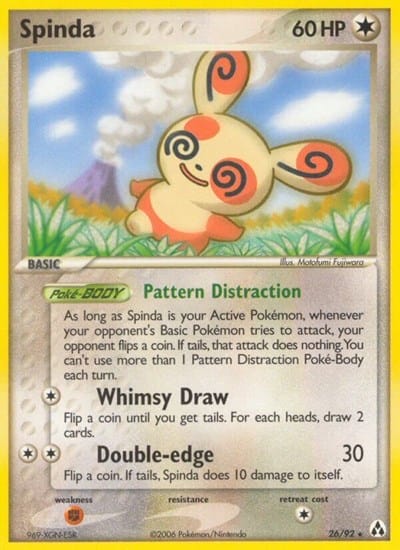 Spinda 60 HP
BASIC
Illus. Motofumi Fujiwara
Poké-BODY Pattern Distraction
As long as Spinda is your Active Pokémon, whenever
your opponent's Basic Pokémon tries to attack, your
opponent flips a coin. If tails, that attack does nothing. You
can't use more than 1 Pattern Distraction Poké-Body
each turn.
Whimsy Draw
Flip a coin until you get tails. For each heads, draw 2
cards.
Double-edge 30
Flip a coin. If tails, Spinda does 10 damage to itself.
weakness resistance retreat cost
969-XGN-ESR ©2006 Pokémon/Nintendo 26/92 ★